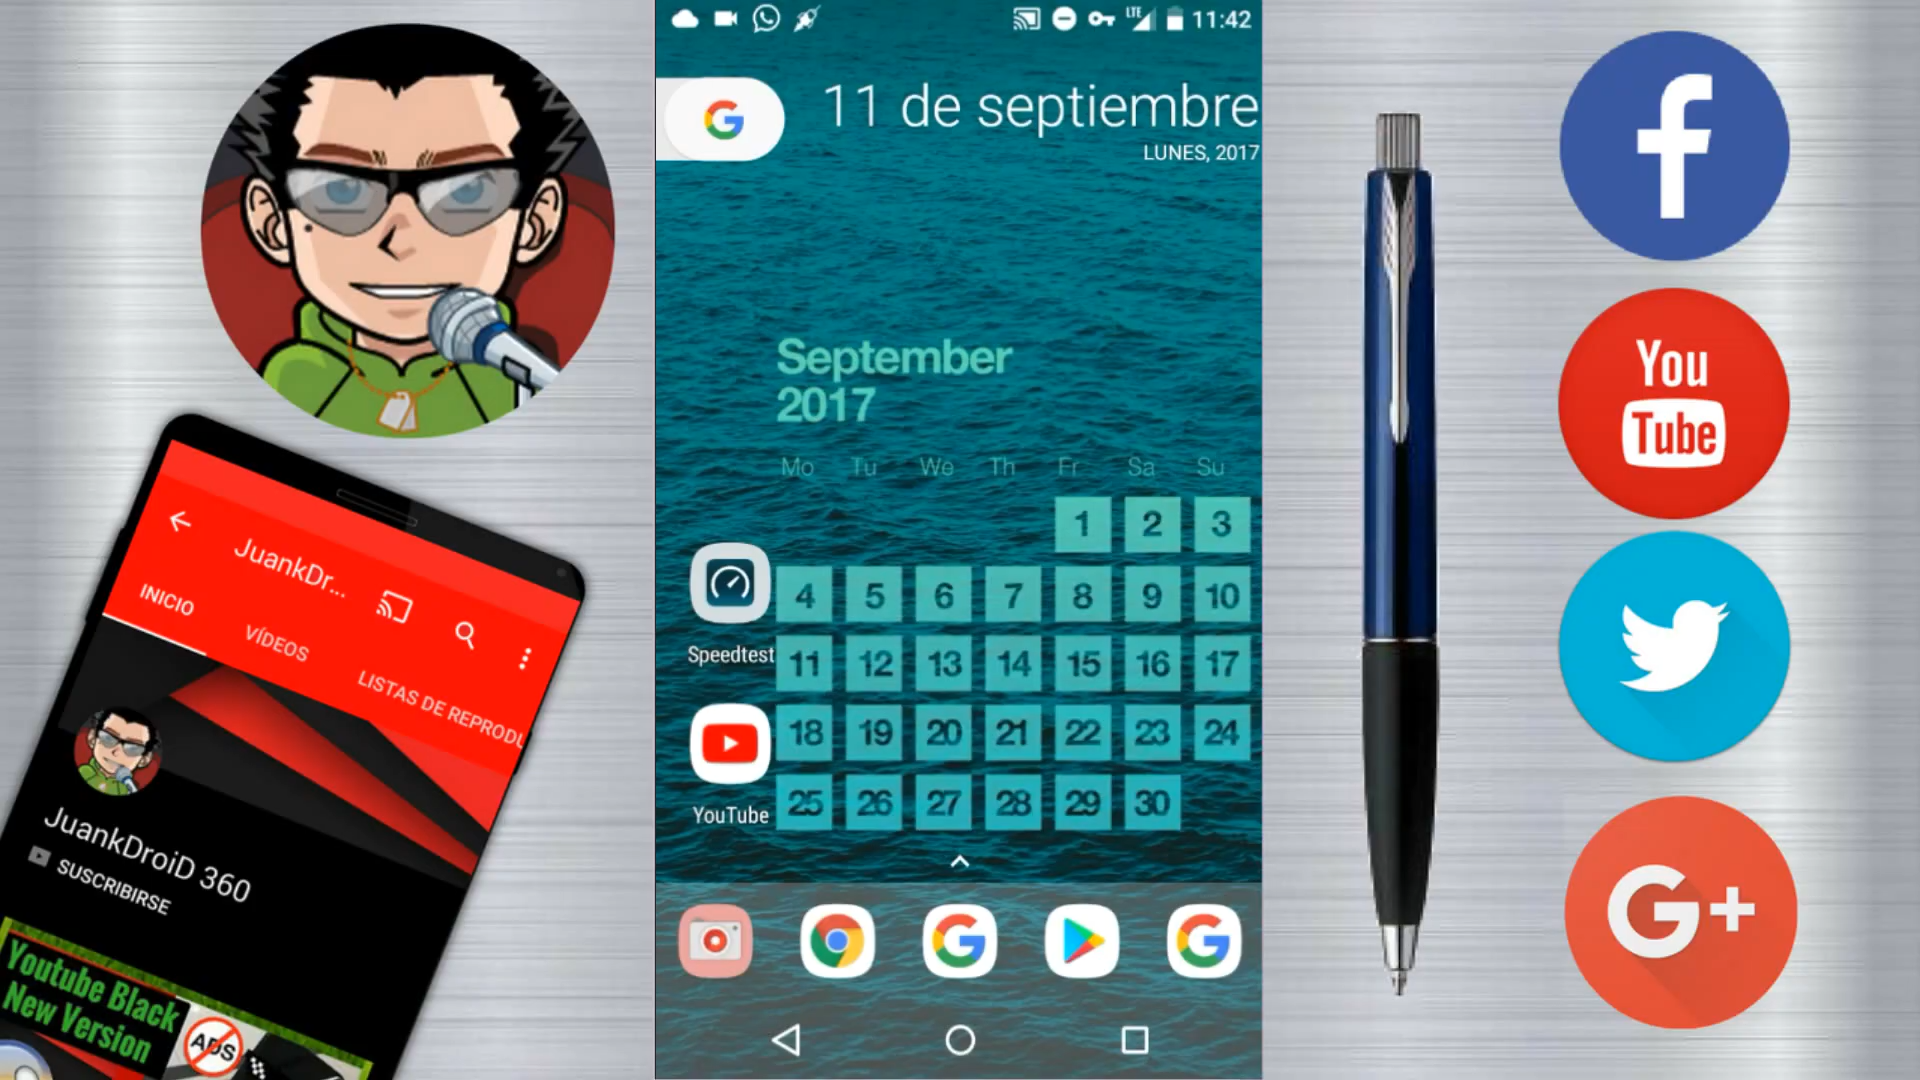 LTE 11:42
G
11 de septiembre
LUNES, 2017
September
2017
Mo Tu We Th Fr Sa Su
1 2 3
4 5 6 7 8 9 10
11 12 13 14 15 16 17
18 19 20 21 22 23 24
25 26 27 28 29 30
Speedtest
YouTube
G
G
JuankDr...
INICIO
VÍDEOS
LISTAS DE REPRODU
JuankDroiD 360
SUSCRIBIRSE
Youtube Black
New Version
ADS
f
You
Tube
G+